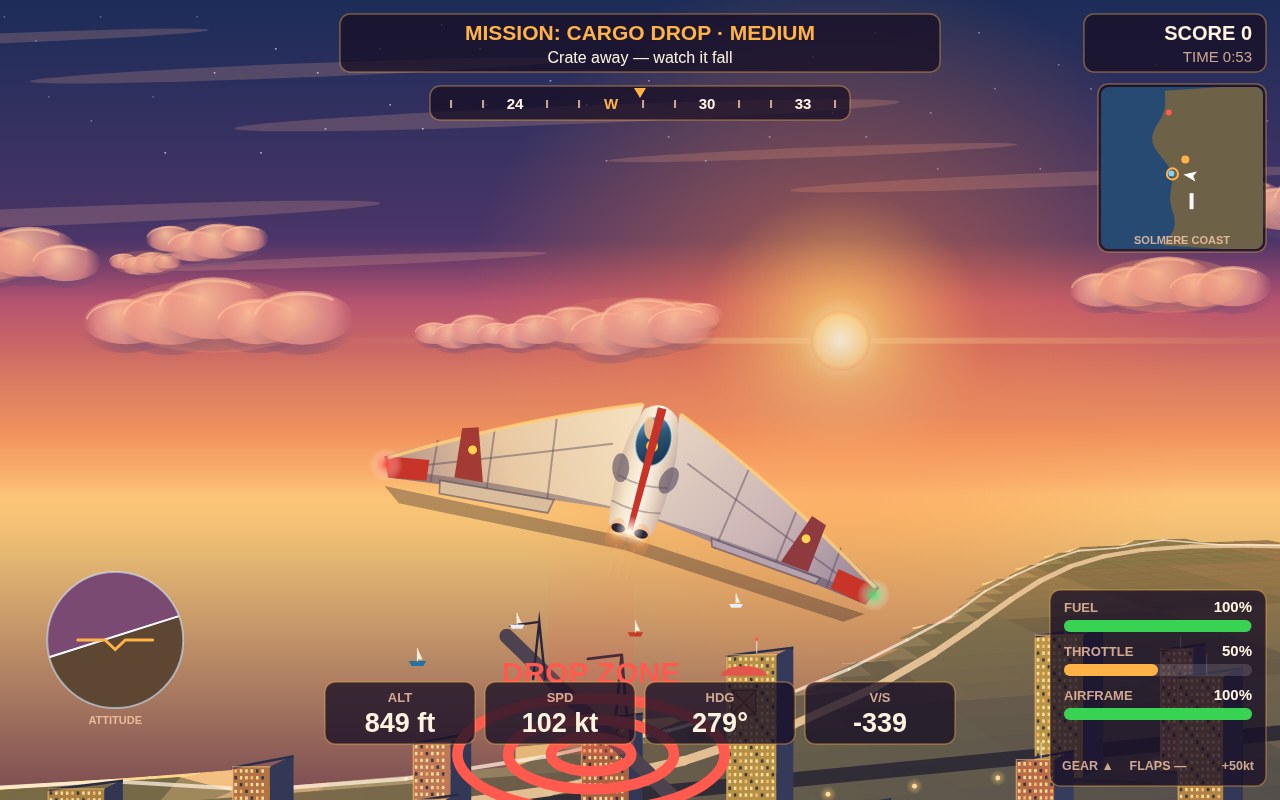 MISSION: CARGO DROP · MEDIUM
Crate away — watch it fall
SCORE 0
TIME 0:53
24 W 30 33
SOLMERE COAST
DROP ZONE
ATTITUDE
ALT
849 ft
SPD
102 kt
HDG
279°
V/S
-339
FUEL 100%
THROTTLE 50%
AIRFRAME 100%
GEAR ▲ FLAPS — +50kt